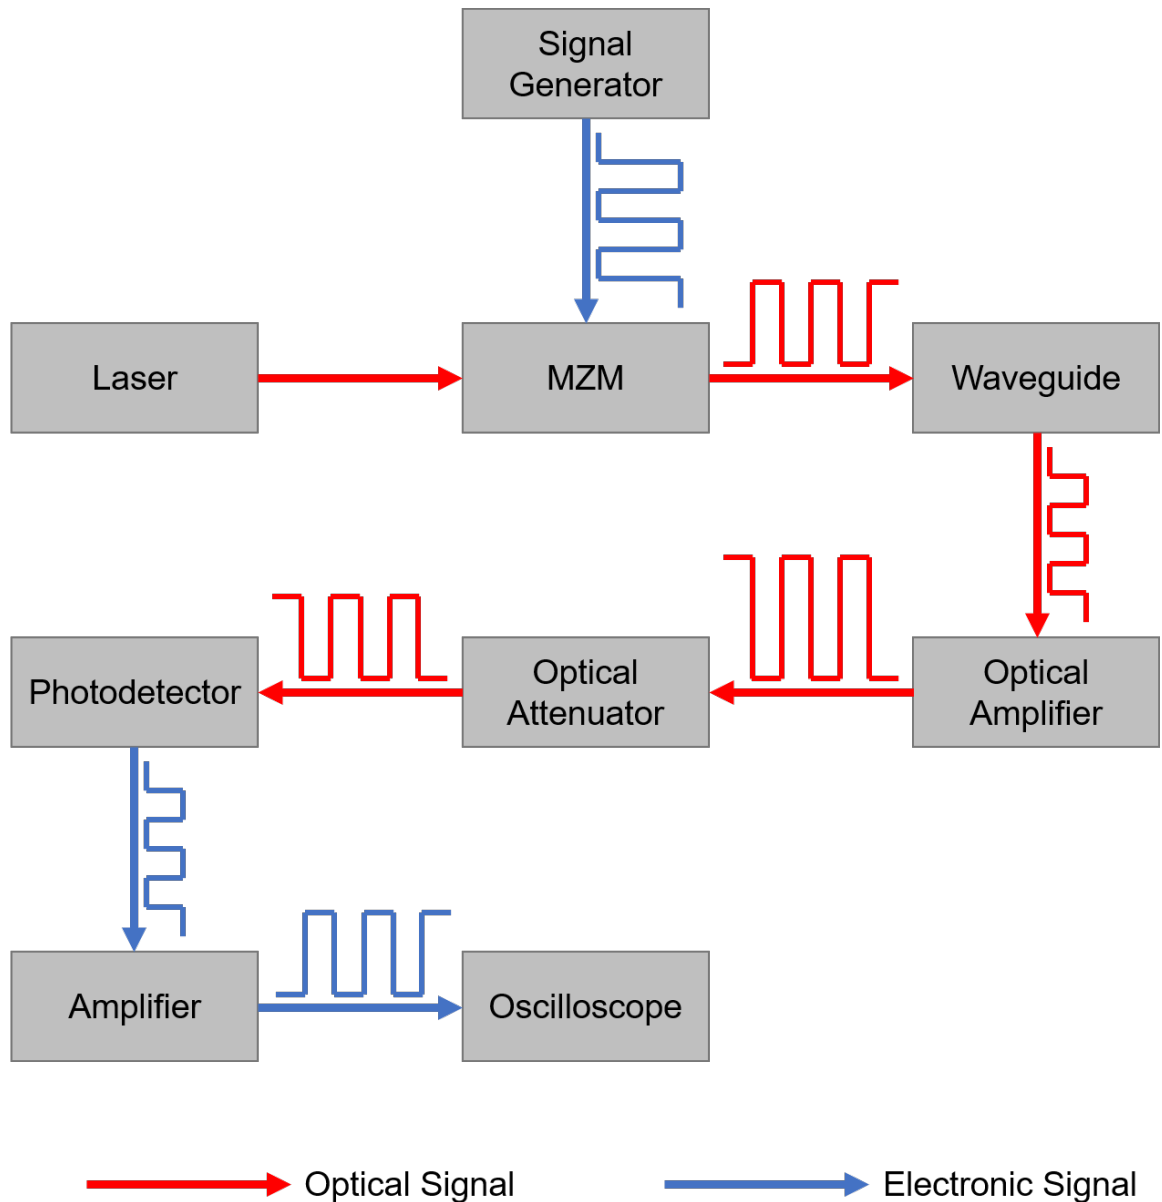 Signal
Generator
Laser
MZM
Waveguide
Photodetector
Optical
Attenuator
Optical
Amplifier
Amplifier
Oscilloscope
Optical Signal
Electronic Signal